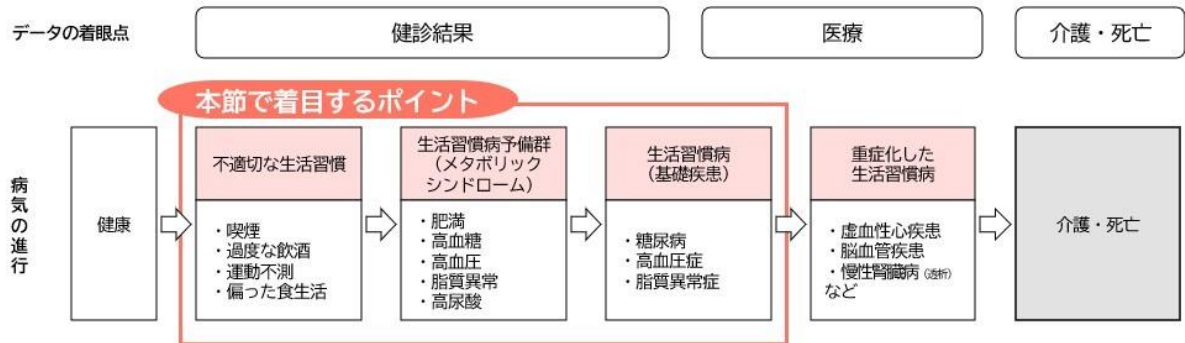 データの着眼点
健診結果
医療
介護・死亡
本節で着目するポイント
病気の進行
健康
不適切な生活習慣
・喫煙
・過度な飲酒
・運動不測
・偏った食生活
生活習慣病予備群
（メタボリック
シンドローム）
・肥満
・高血糖
・高血圧
・脂質異常
・高尿酸
生活習慣病
（基礎疾患）
・糖尿病
・高血圧症
・脂質異常症
重症化した
生活習慣病
・虚血性心疾患
・脳血管疾患
・慢性腎臓病（透析）
など
介護・死亡